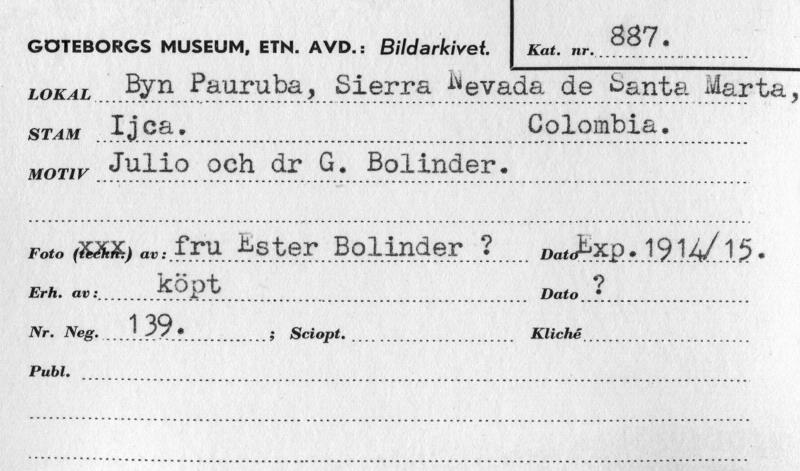 GÖTEBORGS MUSEUM, ETN. AVD.: Bildarkivet.
Kat. nr. 887.
LOKAL Byn Pauruba, Sierra Nevada de Santa Marta,
STAM Ijca. Colombia.
MOTIV Julio och dr G. Bolinder.
Foto (teckn.) av: fru Ester Bolinder ? Dato Exp. 1914/15.
Erh. av: köpt Dato ?
Nr. Neg. 139. ; Sciopt. Kliché
Publ.